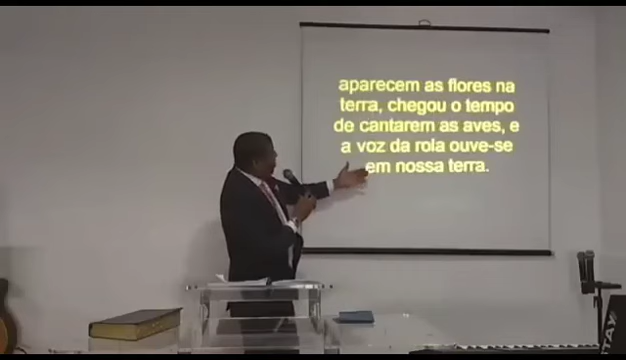 aparecem as flores na
terra, chegou o tempo
de cantarem as aves, e
a voz da rola ouve-se
em nossa terra.